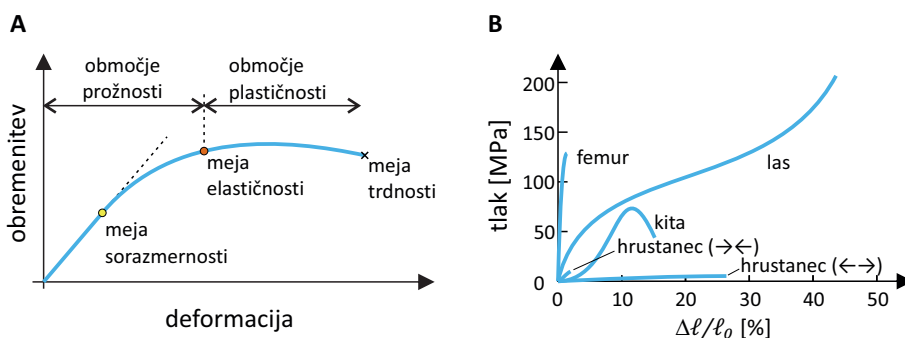 A
obremenitev
območje
prožnosti
območje
plastičnosti
meja
sorazmernosti
meja
elastičnosti
meja
trdnosti
deformacija
B
tlak [MPa]
200
150
100
50
0
femur
las
kita
hrustanec (→←)
hrustanec (←→)
0 10 20 30 40 50
Δℓ/ℓ₀ [%]